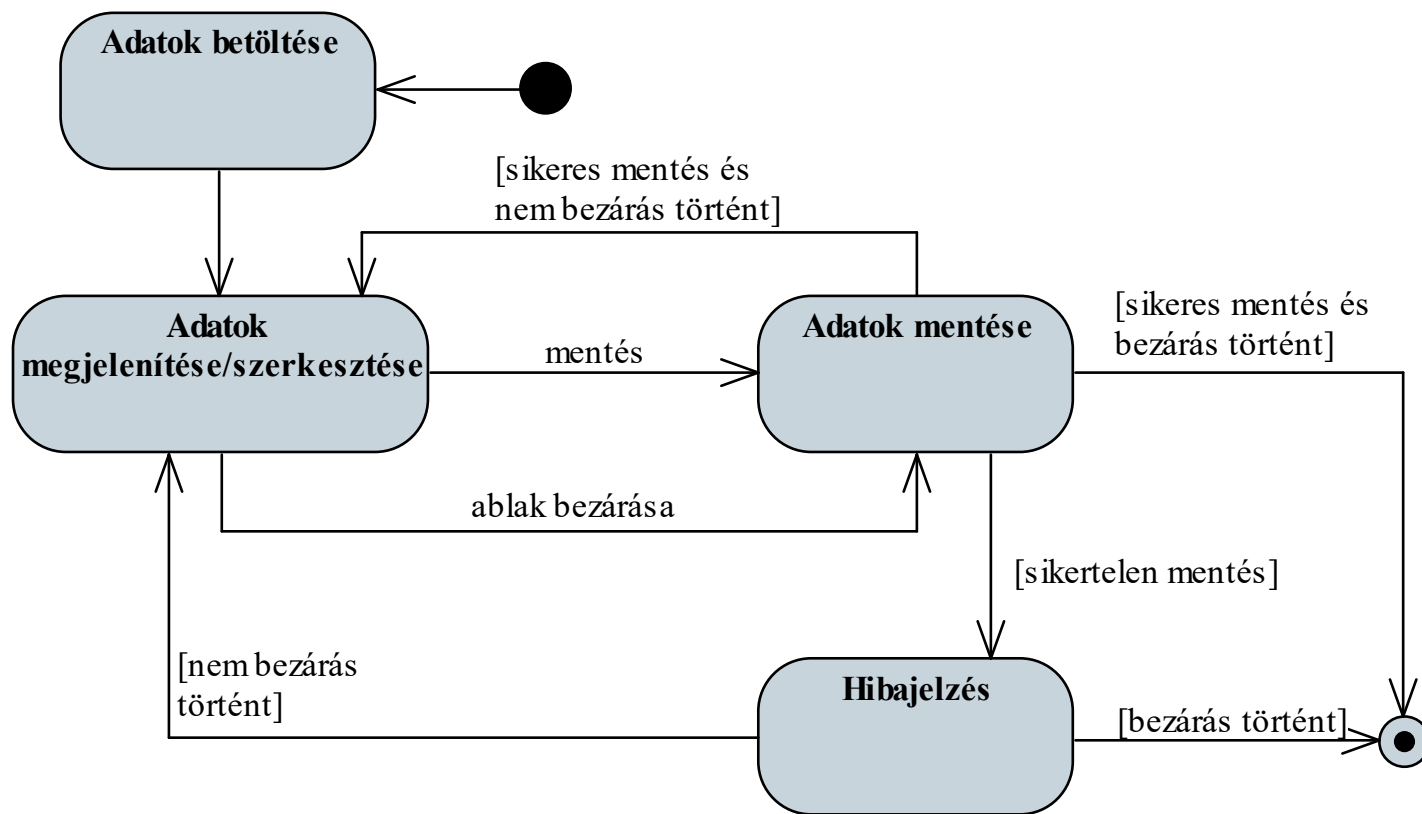 Adatok betöltése
[sikeres mentés és
nem bezárás történt]
Adatok
megjelenítése/szerkesztése
mentés
Adatok mentése
[sikeres mentés és
bezárás történt]
ablak bezárása
[sikertelen mentés]
[nem bezárás
történt]
Hibajelzés
[bezárás történt]